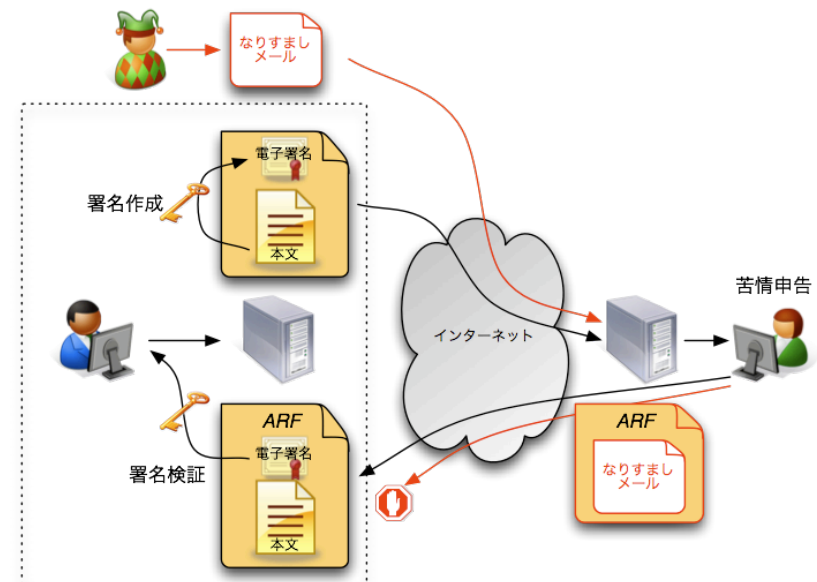 なりすまし
メール
電子署名
署名作成
本文
苦情申告
インターネット
ARF
電子署名
署名検証
本文
ARF
なりすまし
メール